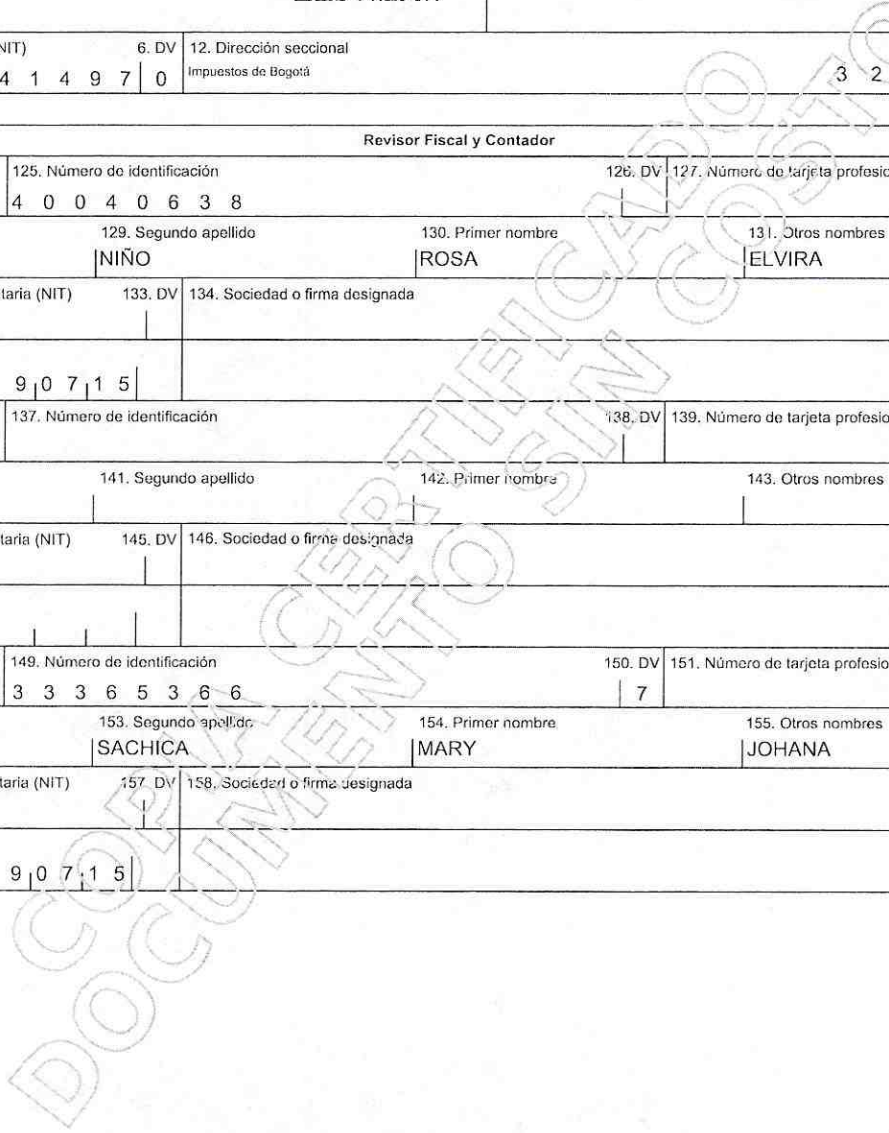 NIT) 6. DV 12. Dirección seccional
4 1 4 9 7 0 Impuestos de Bogotá 3 2
Revisor Fiscal y Contador
125. Número de identificación 126. DV 127. Número de tarjeta profesio
4 0 0 4 0 6 3 8
129. Segundo apellido 130. Primer nombre 131. Otros nombres
NIÑO ROSA ELVIRA
taria (NIT) 133. DV 134. Sociedad o firma designada
9 0 7 1 5
137. Número de identificación 138. DV 139. Número de tarjeta profesio
141. Segundo apellido 142. Primer nombre 143. Otros nombres
taria (NIT) 145. DV 146. Sociedad o firma designada
149. Número de identificación 150. DV 151. Número de tarjeta profesio
3 3 3 6 5 3 6 6 7
153. Segundo apellido 154. Primer nombre 155. Otros nombres
SACHICA MARY JOHANA
taria (NIT) 157. DV 158. Sociedad o firma designada
9 0 7 1 5
COPIA CERTIFICADO
DOCUMENTO SIN COSTO